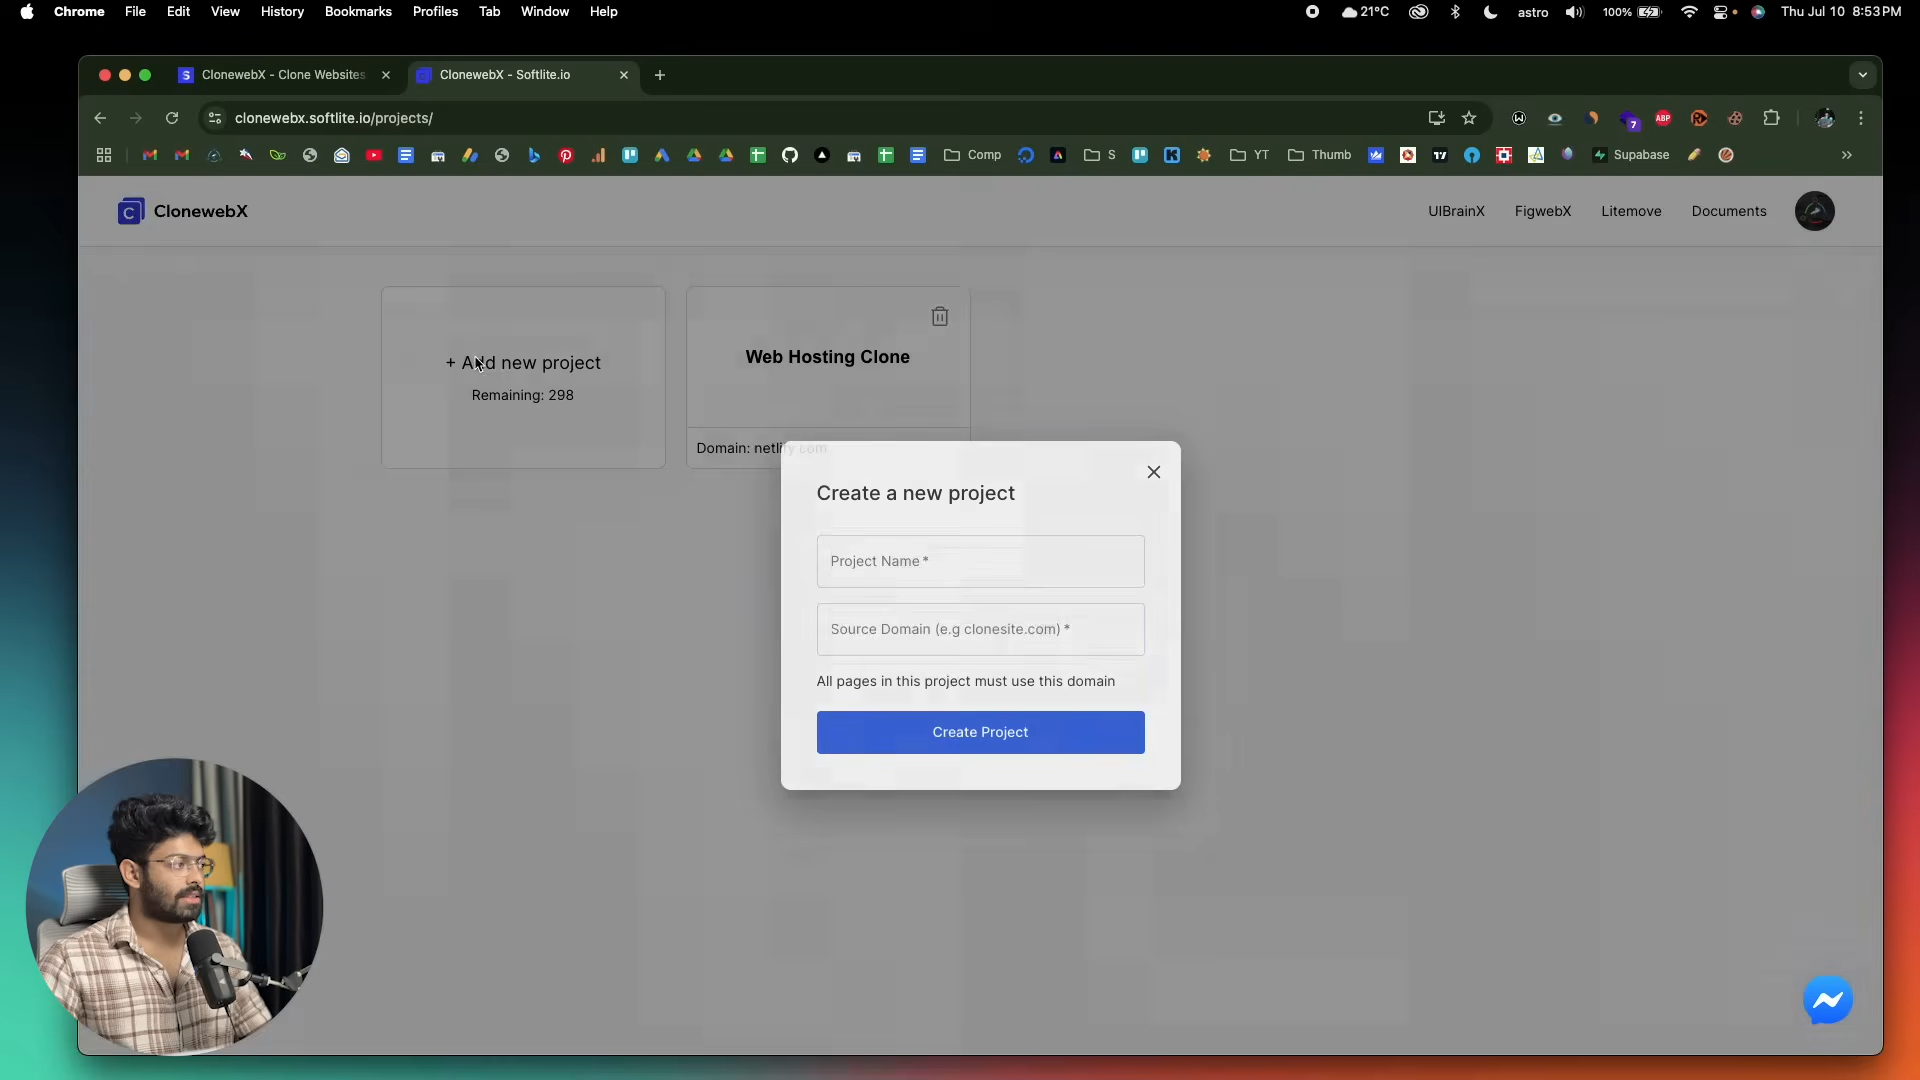 Chrome File Edit View History Bookmarks Profiles Tab Window Help
21°C astro 100% Thu Jul 10 8:53 PM
S ClonewebX - Clone Websites
ClonewebX - Softlite.io
clonewebx.softlite.io/projects/
W
7
ABP
Comp
S
K
YT
Thumb
17
Supabase
C ClonewebX
UIBrainX FigwebX Litemove Documents
+ Add new project
Remaining: 298
Web Hosting Clone
Domain: netlify.com
Create a new project
Project Name *
Source Domain (e.g clonesite.com) *
All pages in this project must use this domain
Create Project